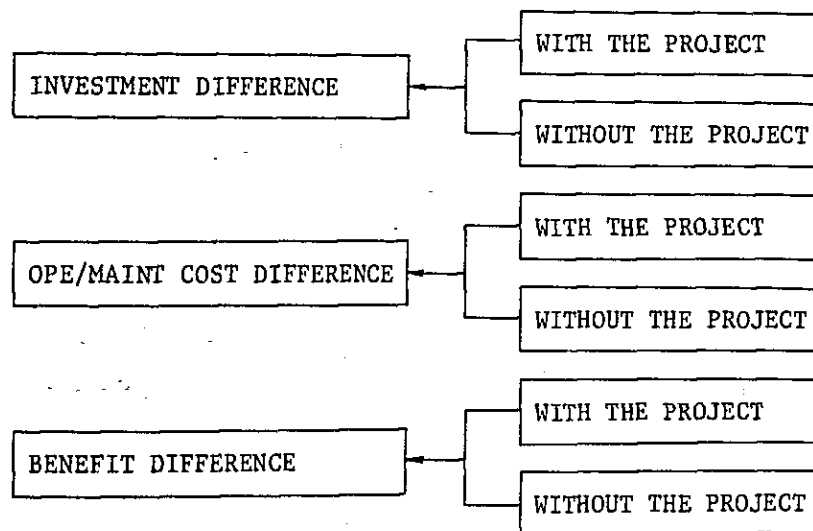 WITH THE PROJECT
INVESTMENT DIFFERENCE
WITHOUT THE PROJECT
WITH THE PROJECT
OPE/MAINT COST DIFFERENCE
WITHOUT THE PROJECT
WITH THE PROJECT
BENEFIT DIFFERENCE
WITHOUT THE PROJECT